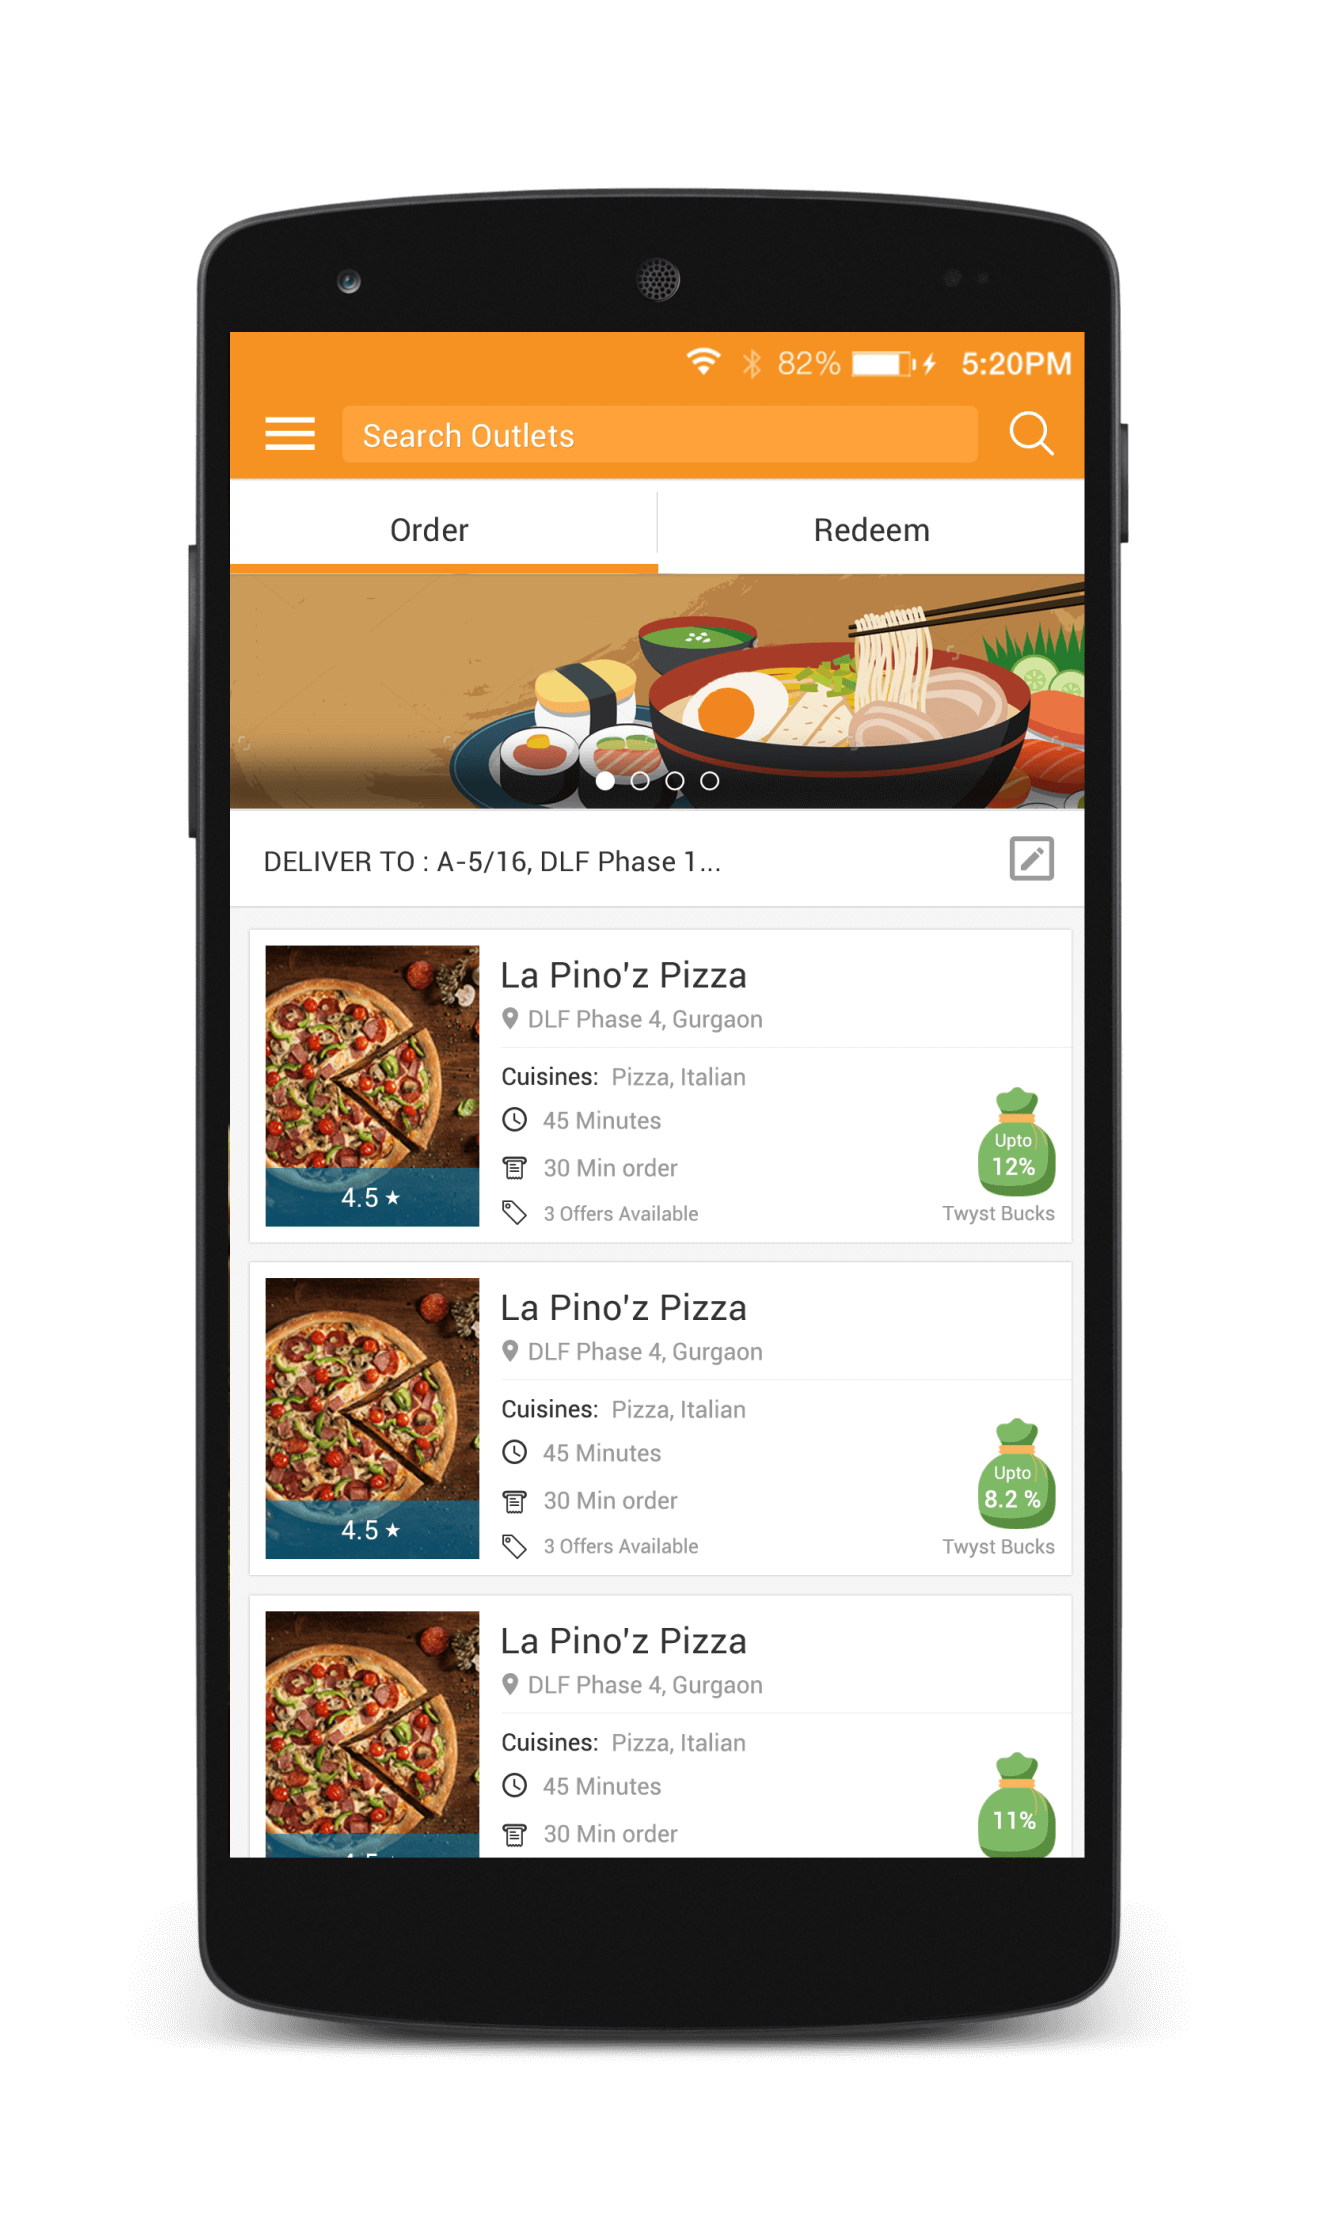 82% 5:20PM
Search Outlets
Order Redeem
DELIVER TO : A-5/16, DLF Phase 1...
La Pino'z Pizza
DLF Phase 4, Gurgaon
Cuisines: Pizza, Italian
45 Minutes
30 Min order
3 Offers Available
4.5 ★
Upto
12%
Twyst Bucks
La Pino'z Pizza
DLF Phase 4, Gurgaon
Cuisines: Pizza, Italian
45 Minutes
30 Min order
3 Offers Available
4.5 ★
Upto
8.2 %
Twyst Bucks
La Pino'z Pizza
DLF Phase 4, Gurgaon
Cuisines: Pizza, Italian
45 Minutes
30 Min order
11%